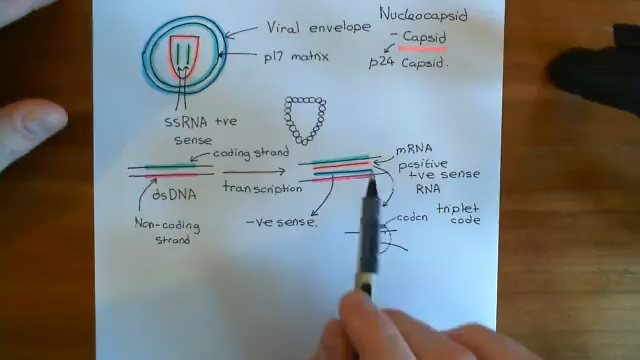 Nucleocapsid
- Capsid
p24 Capsid.
Viral envelope
p17 matrix
ssRNA +ve
sense
coding strand
dsDNA
Non-coding
strand
transcription
mRNA
positive
+ve sense
RNA
-ve sense.
codon
triplet
code